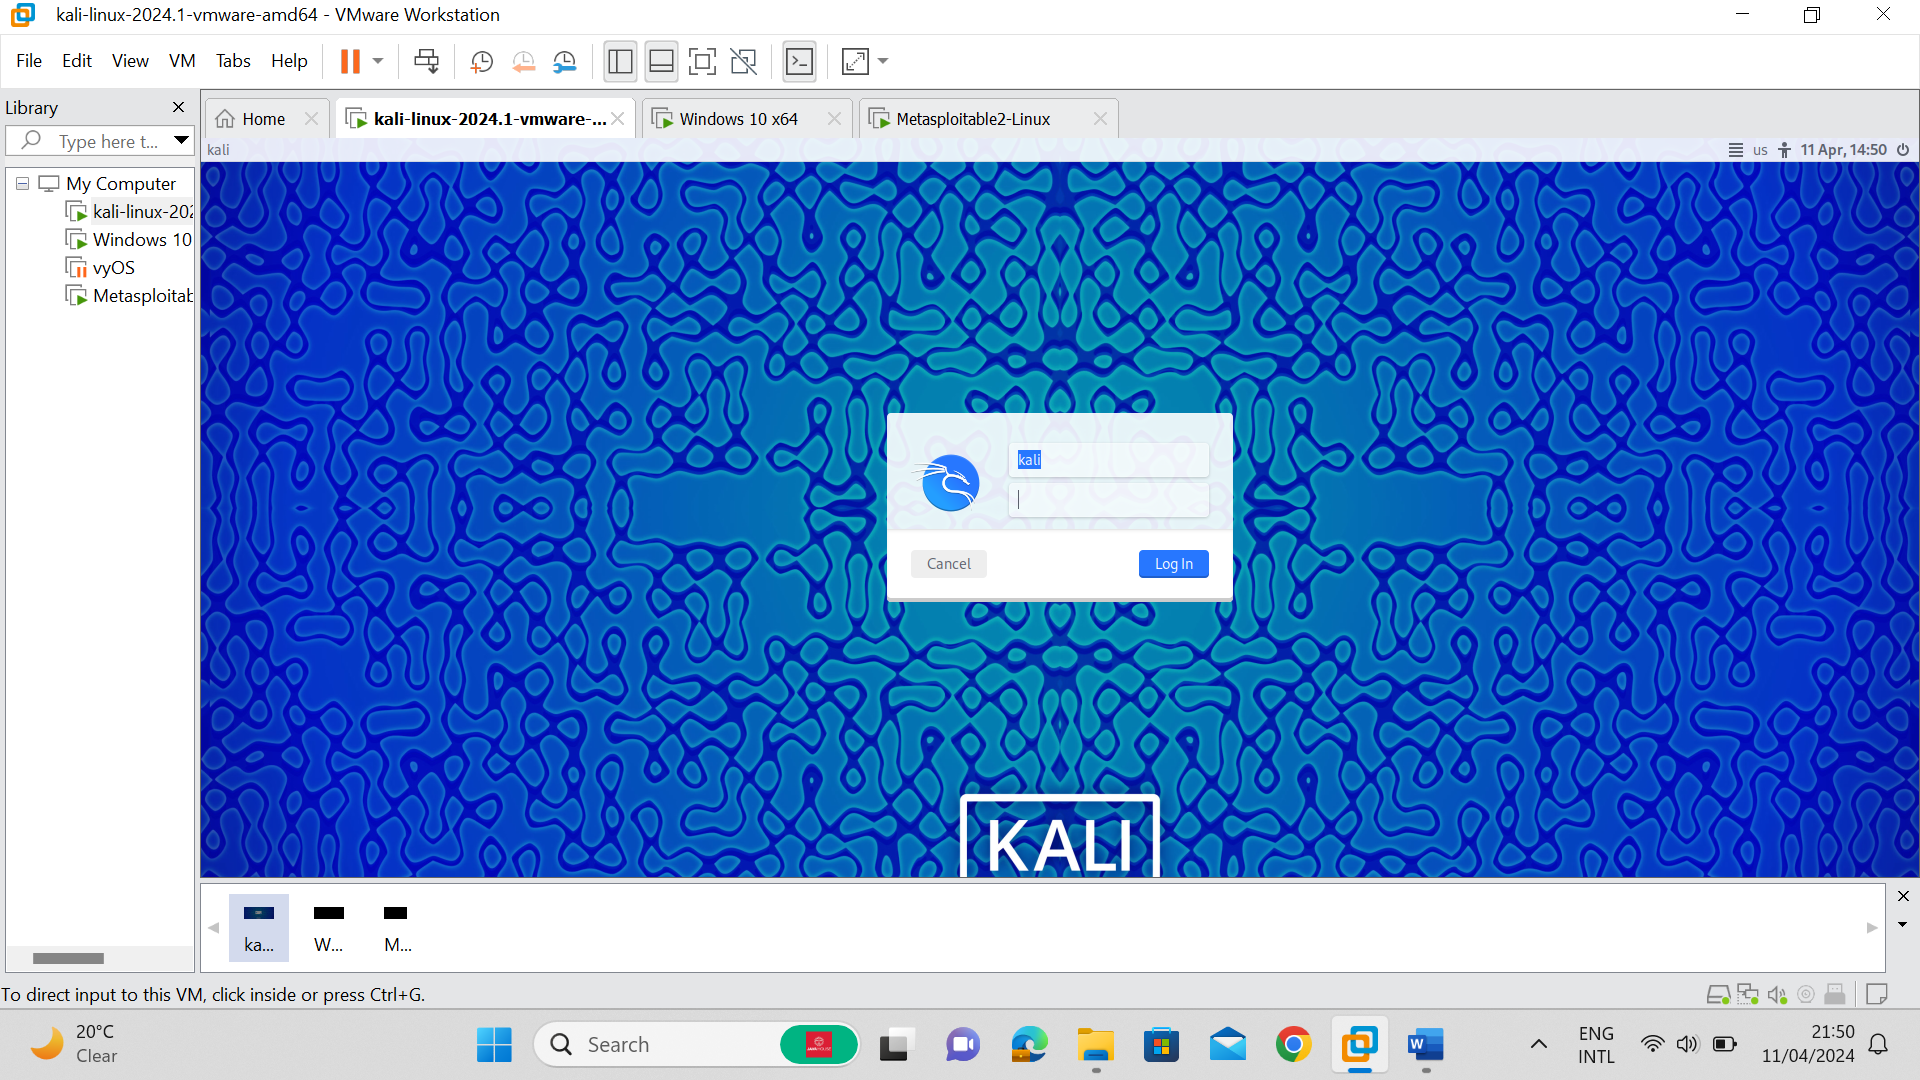 kali-linux-2024.1-vmware-amd64 - VMware Workstation
File Edit View VM Tabs Help
Library
Type here t...
My Computer
kali-linux-202
Windows 10
vyOS
Metasploitab
Home
kali-linux-2024.1-vmware-...
Windows 10 x64
Metasploitable2-Linux
kali
us
11 Apr, 14:50
kali
Cancel
Log In
KALI
ka...
W...
M...
To direct input to this VM, click inside or press Ctrl+G.
20°C
Clear
Search
ENG
INTL
21:50
11/04/2024